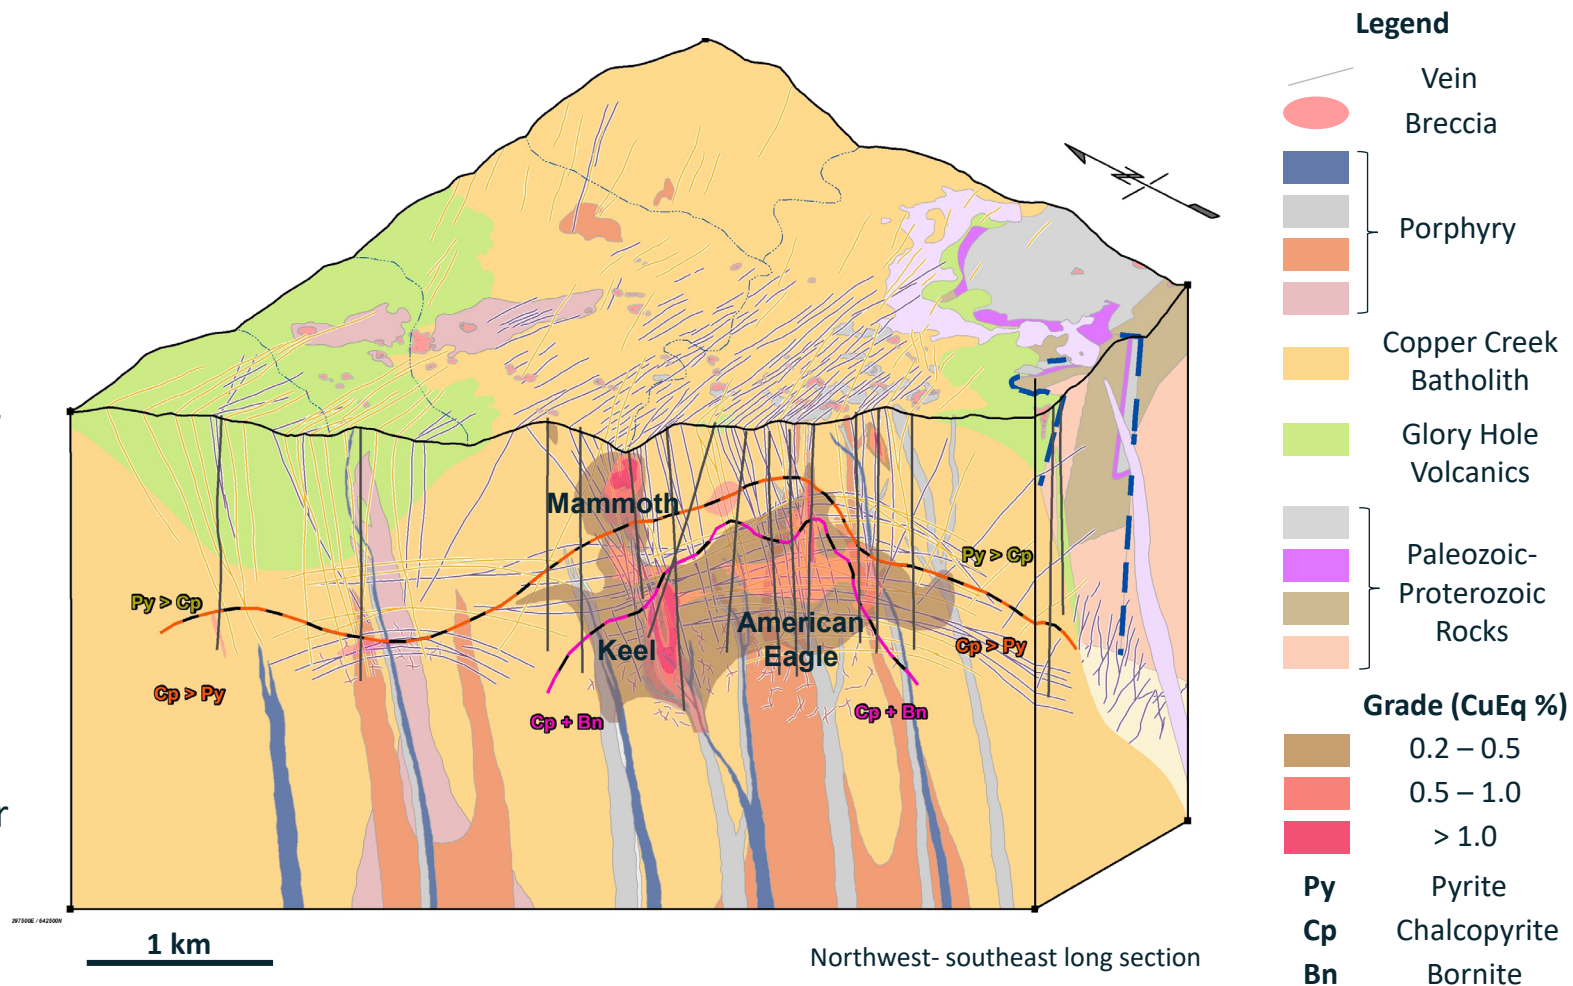 Legend
Vein
Breccia
Porphyry
Copper Creek
Batholith
Glory Hole
Volcanics
Paleozoic-
Proterozoic
Rocks
Grade (CuEq %)
0.2 – 0.5
0.5 – 1.0
> 1.0
Py Pyrite
Cp Chalcopyrite
Bn Bornite
N
Mammoth
Keel
American
Eagle
Py > Cp
Cp > Py
Cp + Bn
Cp + Bn
Py > Cp
Cp > Py
r
397500E / 642500N
1 km
Northwest- southeast long section